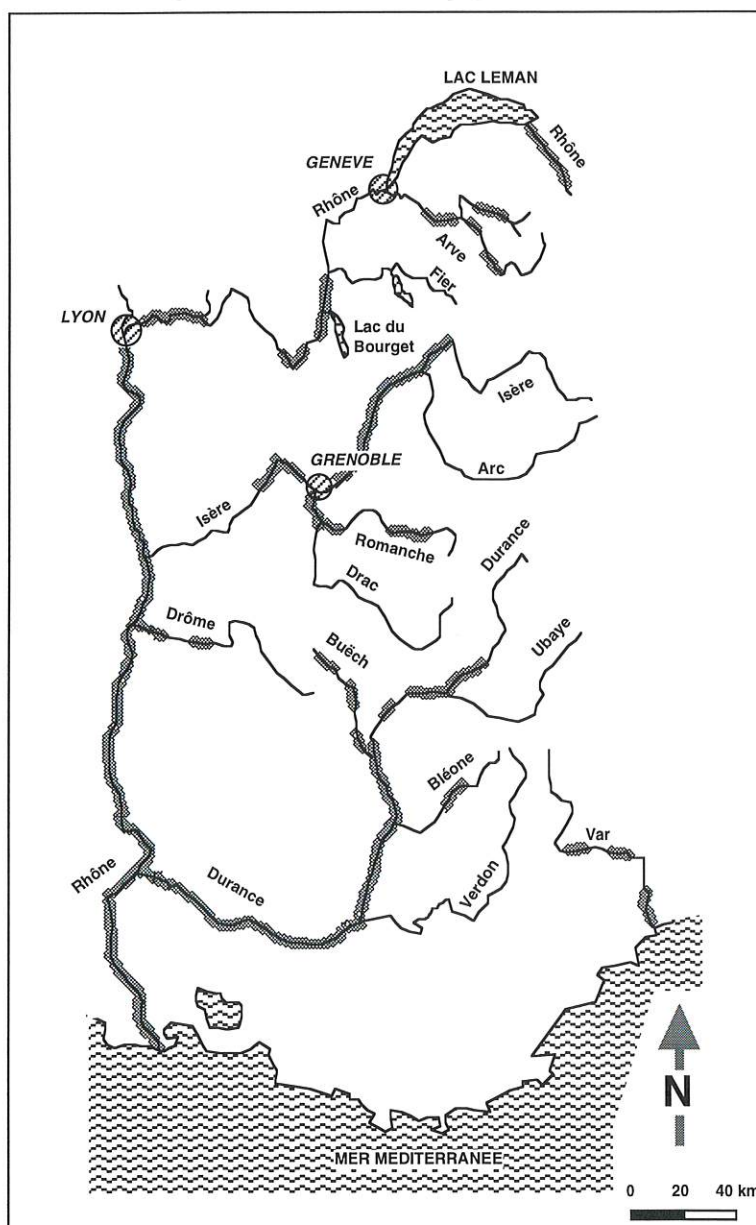 LAC LEMAN
Rhône
GENEVE
Rhône
Arve
Fier
LYON
Lac du
Bourget
Isère
GRENOBLE
Arc
Isère
Romanche
Durance
Drac
Drôme
Buëch
Ubaye
Bléone
Var
Rhône
Durance
Verdon
N
MER MEDITERRANEE
0 20 40 km